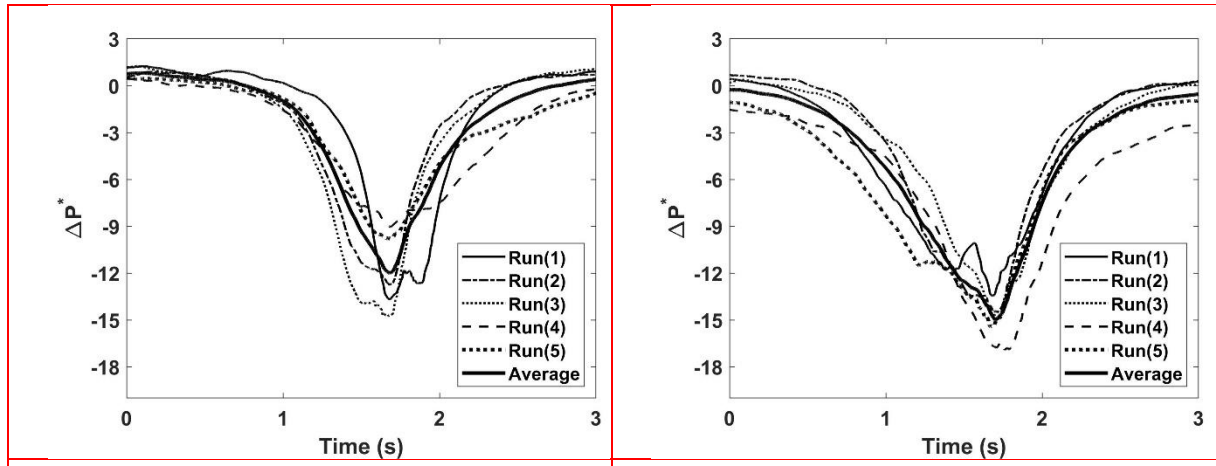 3
0
-3
-6
-9
-12
-15
-18
ΔP*
0 1 2 3
Time (s)
Run(1)
Run(2)
Run(3)
Run(4)
Run(5)
Average
3
0
-3
-6
-9
-12
-15
-18
ΔP*
0 1 2 3
Time (s)
Run(1)
Run(2)
Run(3)
Run(4)
Run(5)
Average